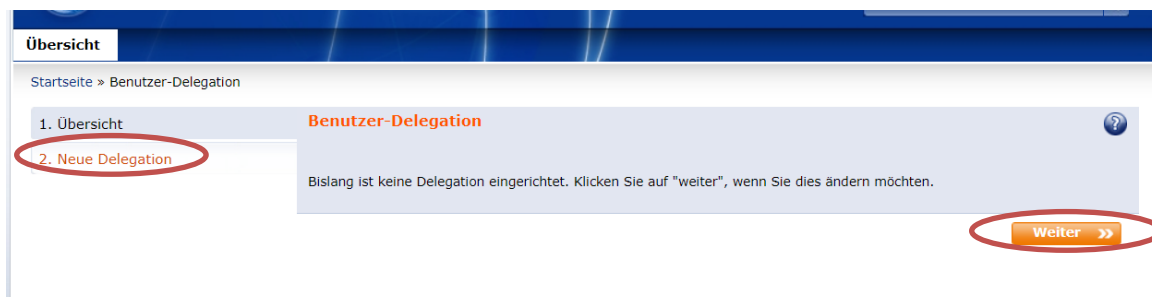 Übersicht
Startseite » Benutzer-Delegation
1. Übersicht
2. Neue Delegation
Benutzer-Delegation
?
Bislang ist keine Delegation eingerichtet. Klicken Sie auf "weiter", wenn Sie dies ändern möchten.
Weiter »